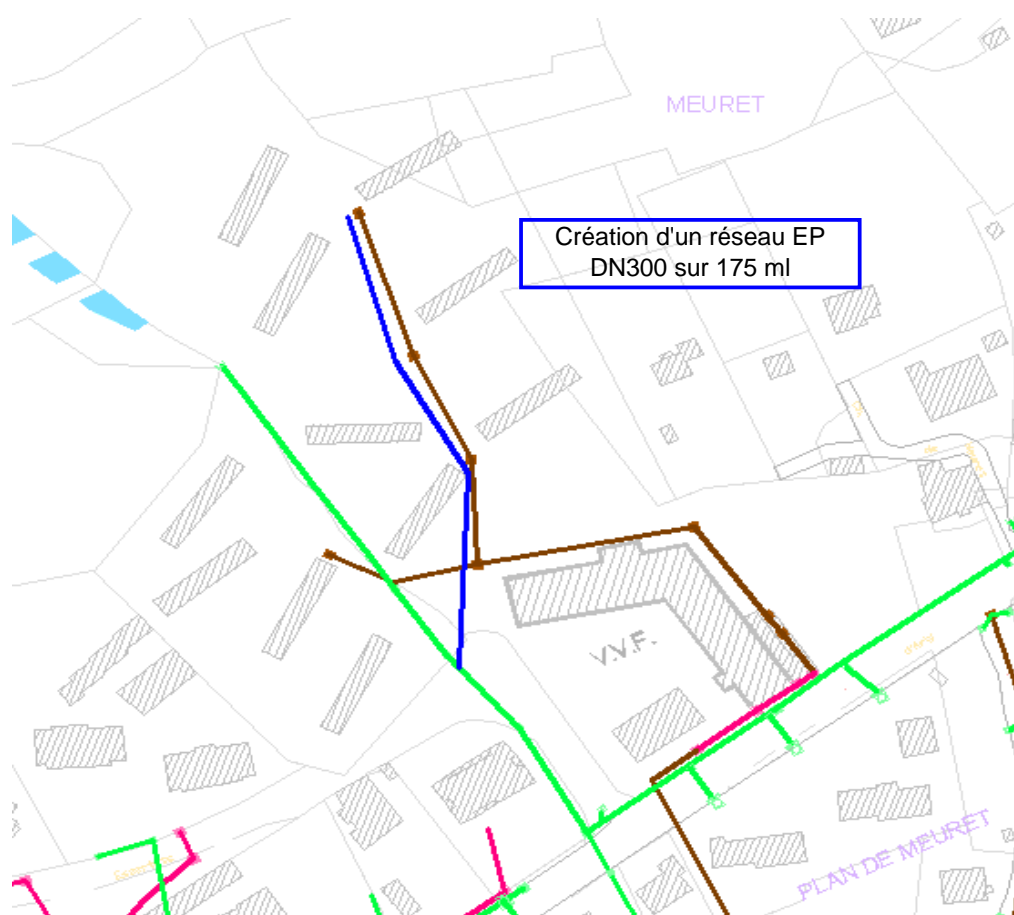 MEURET
Création d'un réseau EP
DN300 sur 175 ml
V.V.F.
PLAN DE MEURET